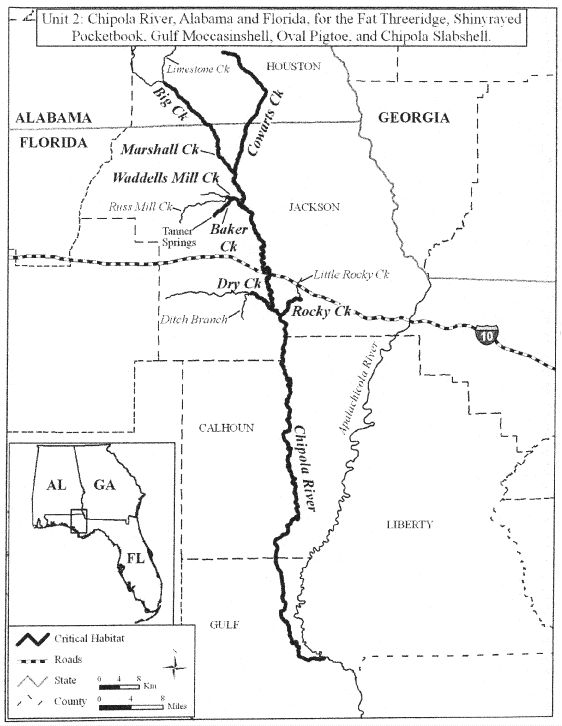 Unit 2: Chipola River, Alabama and Florida, for the Fat Threeridge, Shinyrayed
Pocketbook, Gulf Moccasinshell, Oval Pigtoe, and Chipola Slabshell.
Limestone Ck
HOUSTON
Big Ck
Cowarts Ck
ALABAMA
GEORGIA
FLORIDA
Marshall Ck
Waddells Mill Ck
Russ Mill Ck
JACKSON
Tanner
Springs
Baker
Ck
Little Rocky Ck
Dry Ck
Rocky Ck
Ditch Branch
10
Apalachicola River
CALHOUN
Chipola River
AL
GA
LIBERTY
FL
GULF
Critical Habitat
Roads
State
County
0 4 8
Km
0 4 8
Miles